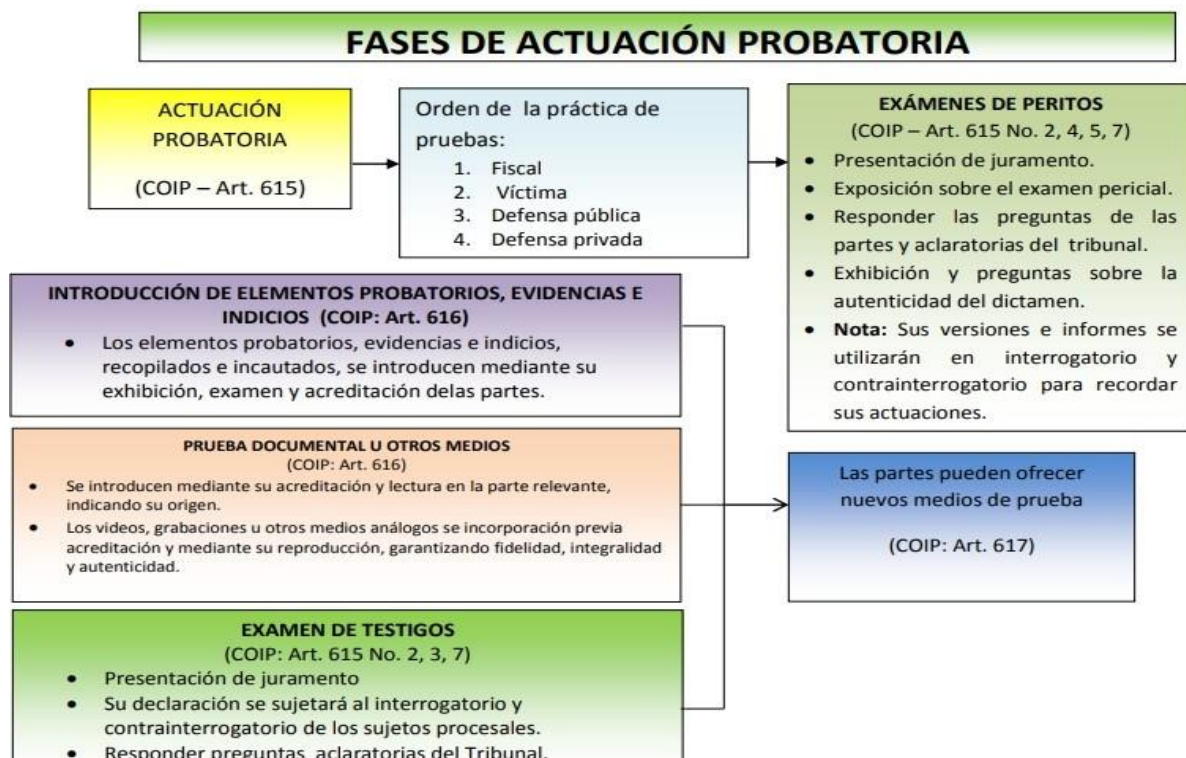 FASES DE ACTUACIÓN PROBATORIA
ACTUACIÓN
PROBATORIA
(COIP – Art. 615)
Orden de la práctica de
pruebas:
1. Fiscal
2. Víctima
3. Defensa pública
4. Defensa privada
EXÁMENES DE PERITOS
(COIP – Art. 615 No. 2, 4, 5, 7)
• Presentación de juramento.
• Exposición sobre el examen pericial.
• Responder las preguntas de las
partes y aclaratorias del tribunal.
• Exhibición y preguntas sobre la
autenticidad del dictamen.
• Nota: Sus versiones e informes se
utilizarán en interrogatorio y
contrainterrogatorio para recordar
sus actuaciones.
INTRODUCCIÓN DE ELEMENTOS PROBATORIOS, EVIDENCIAS E
INDICIOS (COIP: Art. 616)
• Los elementos probatorios, evidencias e indicios,
recopilados e incautados, se introducen mediante su
exhibición, examen y acreditación delas partes.
PRUEBA DOCUMENTAL U OTROS MEDIOS
(COIP: Art. 616)
• Se introducen mediante su acreditación y lectura en la parte relevante,
indicando su origen.
• Los videos, grabaciones u otros medios análogos se incorporación previa
acreditación y mediante su reproducción, garantizando fidelidad, integralidad
y autenticidad.
Las partes pueden ofrecer
nuevos medios de prueba
(COIP: Art. 617)
EXAMEN DE TESTIGOS
(COIP: Art. 615 No. 2, 3, 7)
• Presentación de juramento
• Su declaración se sujetará al interrogatorio y
contrainterrogatorio de los sujetos procesales.
• Responder preguntas aclaratorias del Tribunal.